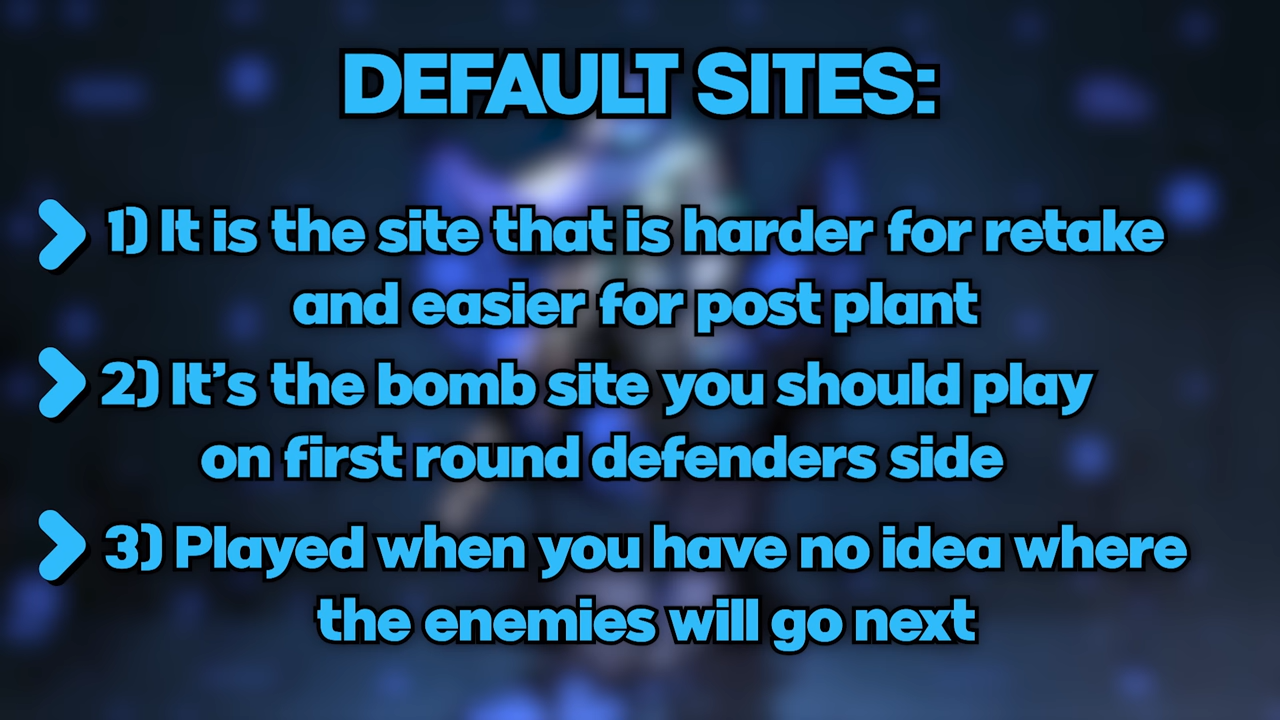 DEFAULT SITES:
1) It is the site that is harder for retake
and easier for post plant
2) It's the bomb site you should play
on first round defenders side
3) Played when you have no idea where
the enemies will go next